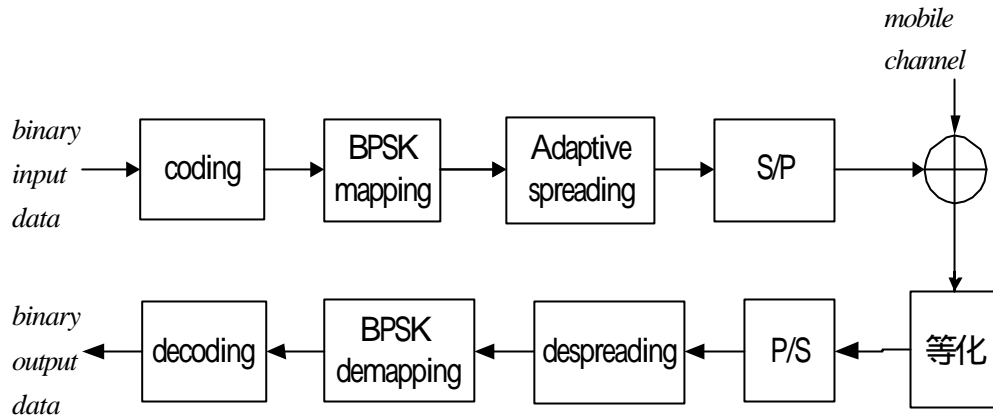 mobile
channel
binary
input
data
coding
BPSK
mapping
Adaptive
spreading
S/P
binary
output
data
decoding
BPSK
demapping
despreading
P/S
等化